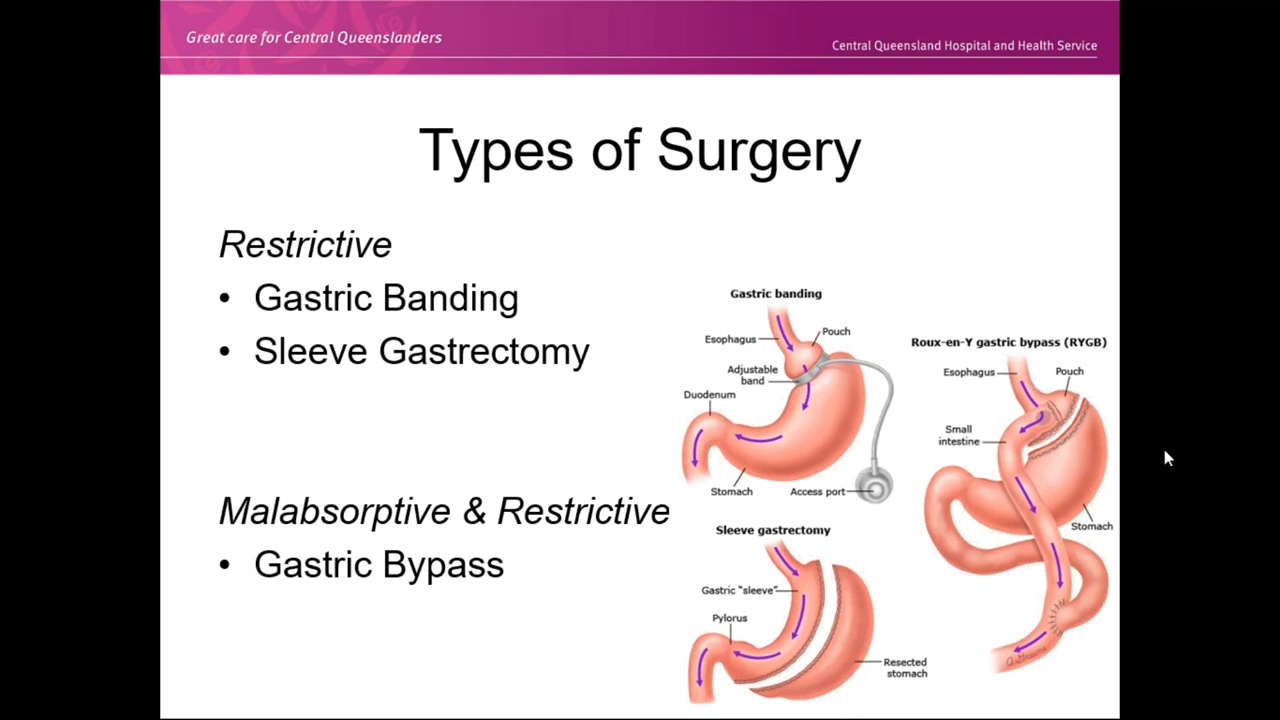 Great care for Central Queenslanders
Central Queensland Hospital and Health Service
Types of Surgery
Restrictive
• Gastric Banding
• Sleeve Gastrectomy
Malabsorptive & Restrictive
• Gastric Bypass
Gastric banding
Esophagus
Pouch
Adjustable
band
Duodenum
Stomach
Access port
Roux-en-Y gastric bypass (RYGB)
Esophagus
Pouch
Small
intestine
Stomach
Sleeve gastrectomy
Gastric “sleeve”
Pylorus
Resected
stomach